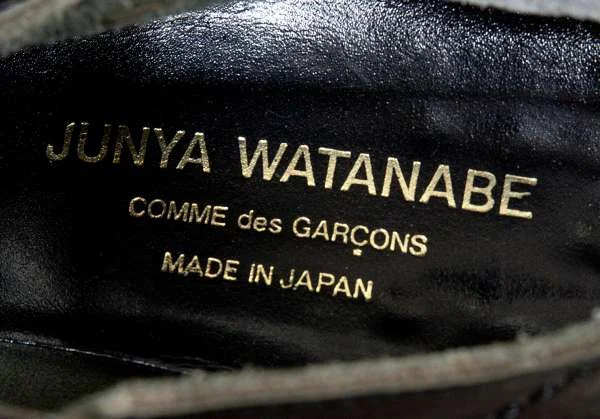 JUNYA WATANABE
COMME des GARÇONS
MADE IN JAPAN